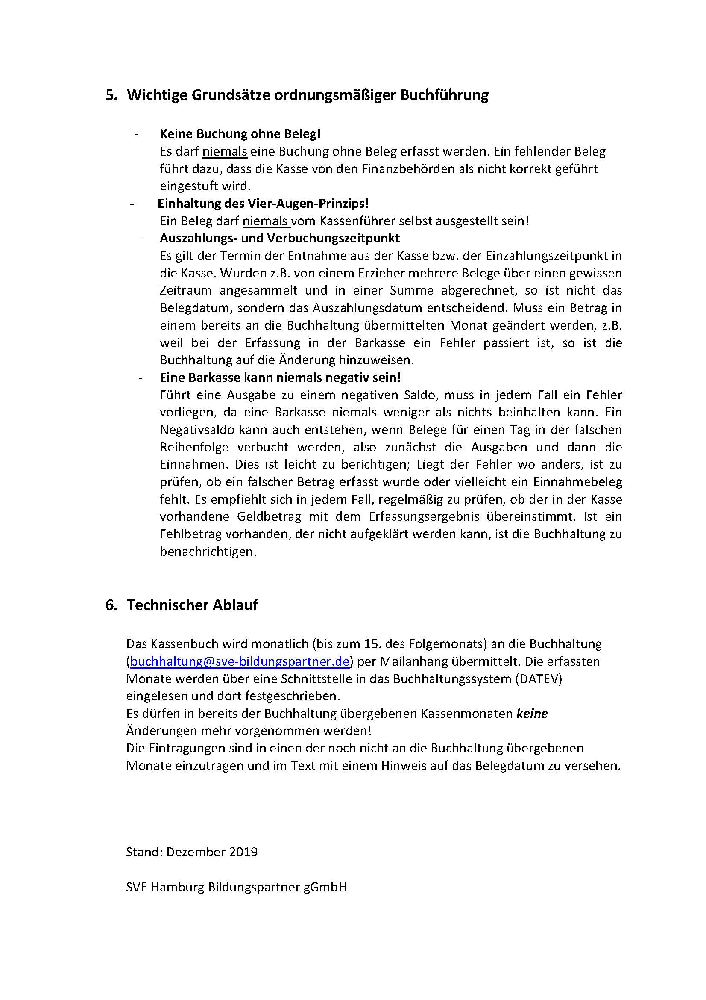 5. Wichtige Grundsätze ordnungsmäßiger Buchführung
- Keine Buchung ohne Beleg!
Es darf niemals eine Buchung ohne Beleg erfasst werden. Ein fehlender Beleg
führt dazu, dass die Kasse von den Finanzbehörden als nicht korrekt geführt
eingestuft wird.
- Einhaltung des Vier-Augen-Prinzips!
Ein Beleg darf niemals vom Kassenführer selbst ausgestellt sein!
- Auszahlungs- und Verbuchungszeitpunkt
Es gilt der Termin der Entnahme aus der Kasse bzw. der Einzahlungszeitpunkt in
die Kasse. Wurden z.B. von einem Erzieher mehrere Belege über einen gewissen
Zeitraum angesammelt und in einer Summe abgerechnet, so ist nicht das
Belegdatum, sondern das Auszahlungsdatum entscheidend. Muss ein Betrag in
einem bereits an die Buchhaltung übermittelten Monat geändert werden, z.B.
weil bei der Erfassung in der Barkasse ein Fehler passiert ist, so ist die
Buchhaltung auf die Änderung hinzuweisen.
- Eine Barkasse kann niemals negativ sein!
Führt eine Ausgabe zu einem negativen Saldo, muss in jedem Fall ein Fehler
vorliegen, da eine Barkasse niemals weniger als nichts beinhalten kann. Ein
Negativsaldo kann auch entstehen, wenn Belege für einen Tag in der falschen
Reihenfolge verbucht werden, also zunächst die Ausgaben und dann die
Einnahmen. Dies ist leicht zu berichtigen; Liegt der Fehler wo anders, ist zu
prüfen, ob ein falscher Betrag erfasst wurde oder vielleicht ein Einnahmebeleg
fehlt. Es empfiehlt sich in jedem Fall, regelmäßig zu prüfen, ob der in der Kasse
vorhandene Geldbetrag mit dem Erfassungsergebnis übereinstimmt. Ist ein
Fehlbetrag vorhanden, der nicht aufgeklärt werden kann, ist die Buchhaltung zu
benachrichtigen.
6. Technischer Ablauf
Das Kassenbuch wird monatlich (bis zum 15. des Folgemonats) an die Buchhaltung
(buchhaltung@sve-bildungspartner.de) per Mailanhang übermittelt. Die erfassten
Monate werden über eine Schnittstelle in das Buchhaltungssystem (DATEV)
eingelesen und dort festgeschrieben.
Es dürfen in bereits der Buchhaltung übergebenen Kassenmonaten keine
Änderungen mehr vorgenommen werden!
Die Eintragungen sind in einen der noch nicht an die Buchhaltung übergebenen
Monate einzutragen und im Text mit einem Hinweis auf das Belegdatum zu versehen.
Stand: Dezember 2019
SVE Hamburg Bildungspartner gGmbH